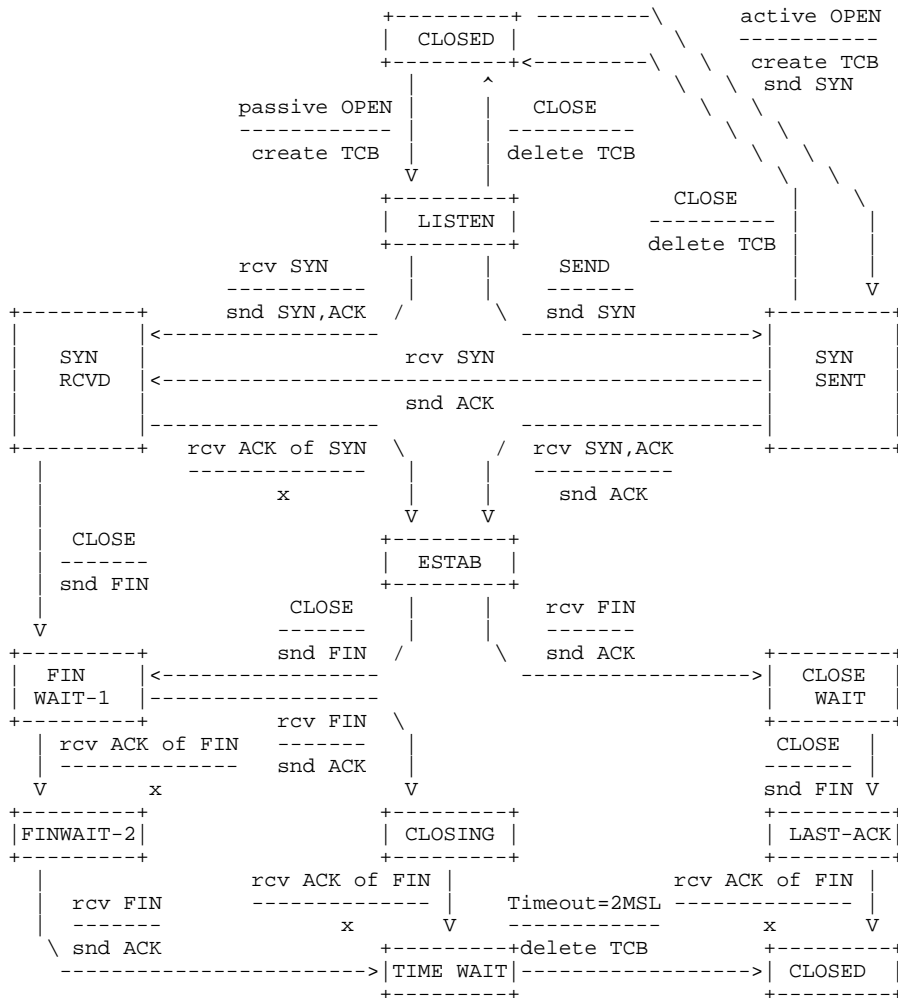 +---------+ ---------\      active OPEN
                              |  CLOSED |            \    -----------
                              +---------+<---------\   \   create TCB
                                |     ^              \   \  snd SYN
                   passive OPEN |     |   CLOSE        \   \
                   ------------ |     | ----------       \   \
                    create TCB  |     | delete TCB         \   \
                                V     |                      \   \
                              +---------+            CLOSE    |    \
                              |  LISTEN |          ---------- |     |
                              +---------+          delete TCB |     |
                   rcv SYN      |     |     SEND              |     |
                  -----------   |     |    -------            |     V
+---------+      snd SYN,ACK  /       \   snd SYN          +---------+
|         |<-----------------           ------------------>|         |
|   SYN   |                    rcv SYN                     |   SYN   |
|   RCVD  |<-----------------------------------------------|   SENT  |
|         |                    snd ACK                     |         |
|         |------------------           -------------------|         |
+---------+   rcv ACK of SYN  \       /  rcv SYN,ACK       +---------+
  |           --------------   |     |   -----------
  |                  x         |     |     snd ACK
  |                            V     V
  |  CLOSE                   +---------+
  | -------                  |  ESTAB  |
  | snd FIN                  +---------+
  |                   CLOSE    |     |    rcv FIN
  V                  -------   |     |    -------
+---------+          snd FIN  /       \   snd ACK          +---------+
|  FIN    |<-----------------           ------------------>|  CLOSE  |
| WAIT-1  |------------------                              |   WAIT  |
+---------+          rcv FIN  \                            +---------+
  | rcv ACK of FIN   -------   |                            CLOSE  |
  | --------------   snd ACK   |                           ------- |
  V        x                   V                           snd FIN V
+---------+                  +---------+                   +---------+
|FINWAIT-2|                  | CLOSING |                   | LAST-ACK|
+---------+                  +---------+                   +---------+
  |                rcv ACK of FIN |                 rcv ACK of FIN |
  |  rcv FIN       -------------- |    Timeout=2MSL -------------- |
  |  -------              x       V    ------------        x       V
   \ snd ACK                 +---------+delete TCB         +---------+
    ------------------------>|TIME WAIT|------------------>| CLOSED  |
                             +---------+                   +---------+